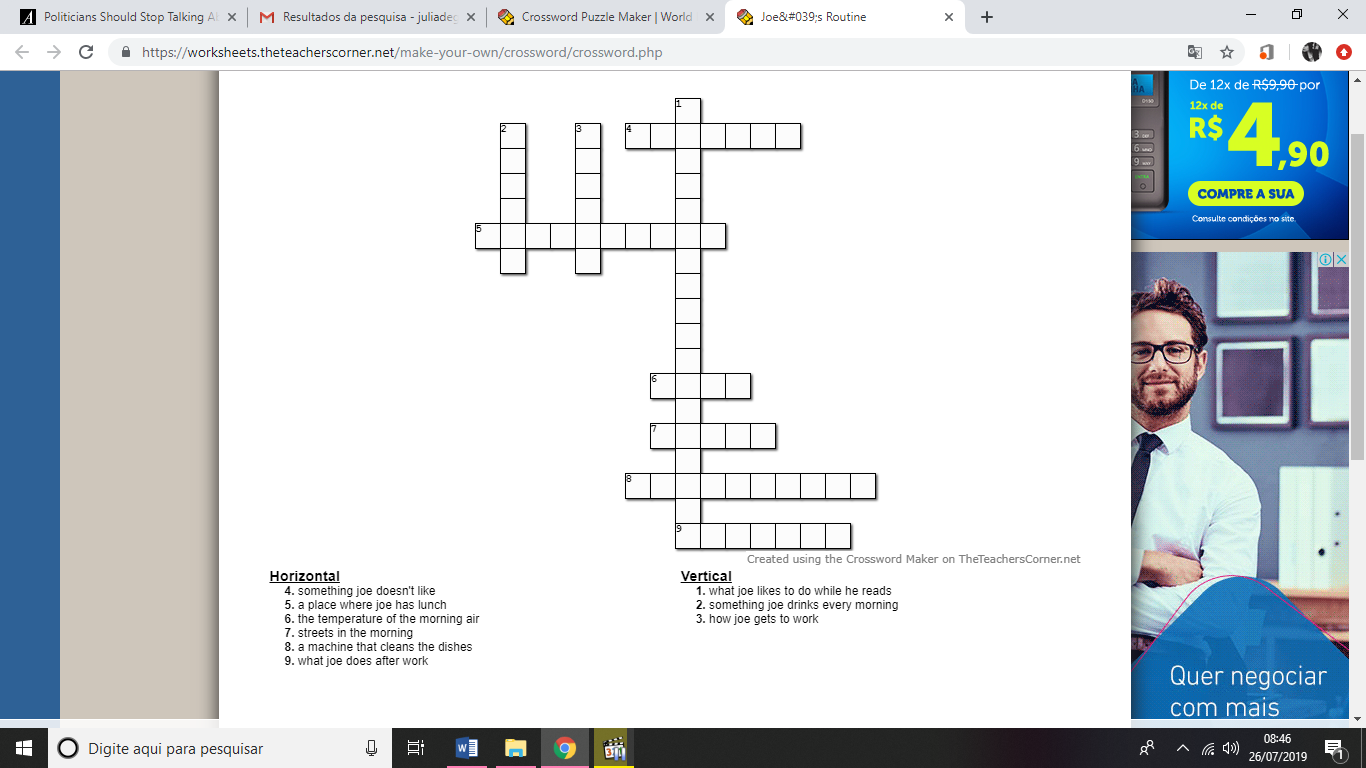 Politicians Should Stop Talking Al
Resultados da pesquisa - juliadeg
Crossword Puzzle Maker | World
Joe&#039;s Routine
https://worksheets.theteacherscorner.net/make-your-own/crossword/crossword.php
De 12x de R$9,90 por
12x de
R$ 4,90
COMPRE A SUA
Consulte condições no site.
1
2
3
4
5
6
7
8
9
Created using the Crossword Maker on TheTeachersCorner.net
Horizontal
4. something joe doesn't like
5. a place where joe has lunch
6. the temperature of the morning air
7. streets in the morning
8. a machine that cleans the dishes
9. what joe does after work
Vertical
1. what joe likes to do while he reads
2. something joe drinks every morning
3. how joe gets to work
Quer negociar
com mais
Digite aqui para pesquisar
08:46
26/07/2019
1